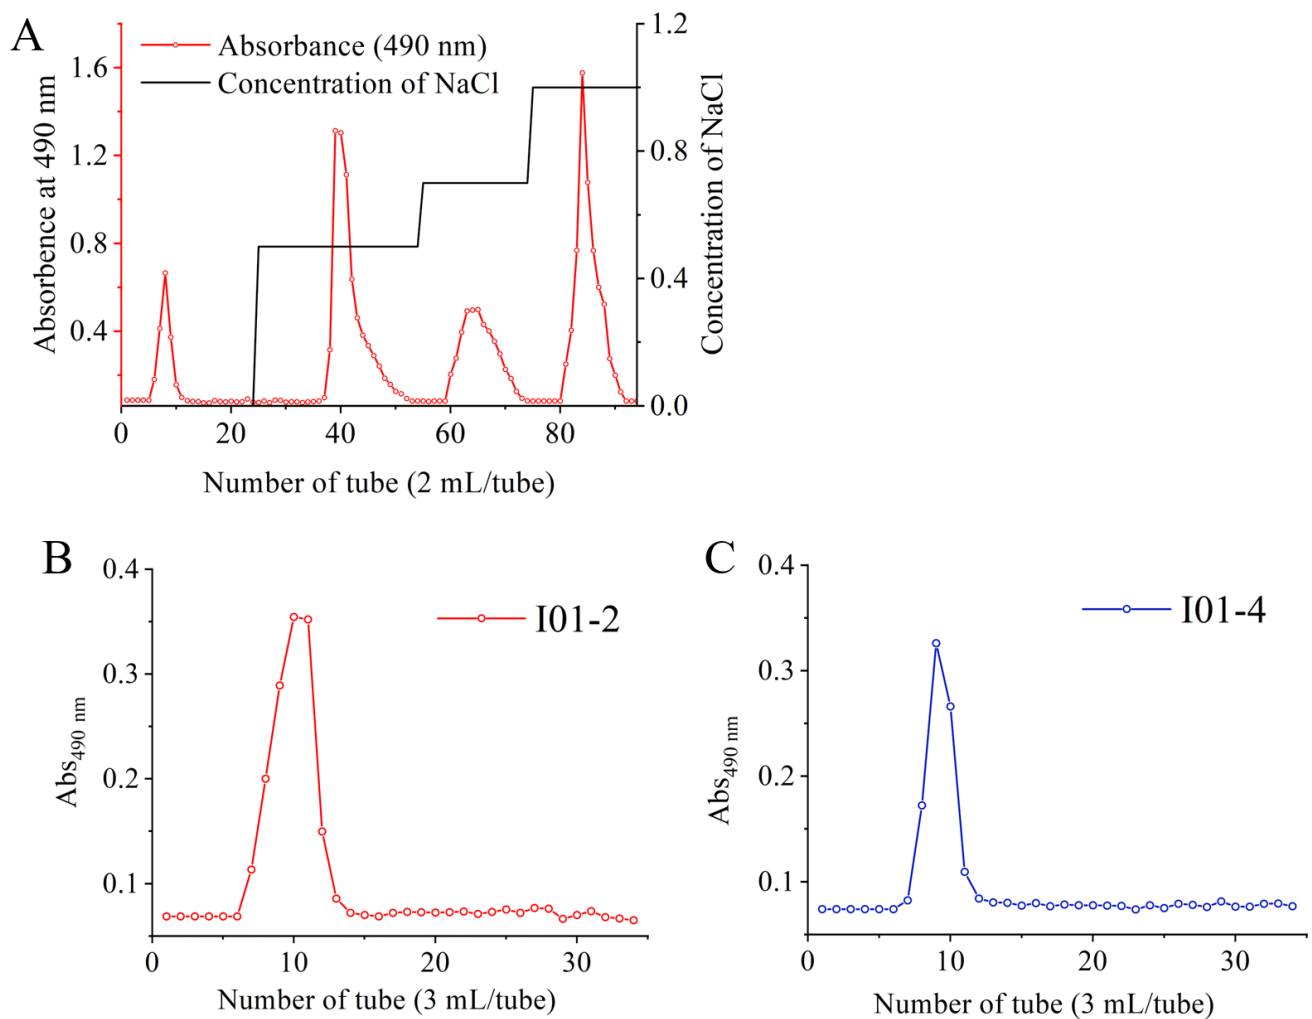 A
Absorbance (490 nm)
Concentration of NaCl
Absorbence at 490 nm
1.6
1.2
0.8
0.4
1.2
0.8
0.4
0.0
Concentration of NaCl
0 20 40 60 80
Number of tube (2 mL/tube)
B
I01-2
Abs490 nm
0.4
0.3
0.2
0.1
0 10 20 30
Number of tube (3 mL/tube)
C
I01-4
Abs490 nm
0.4
0.3
0.2
0.1
0 10 20 30
Number of tube (3 mL/tube)